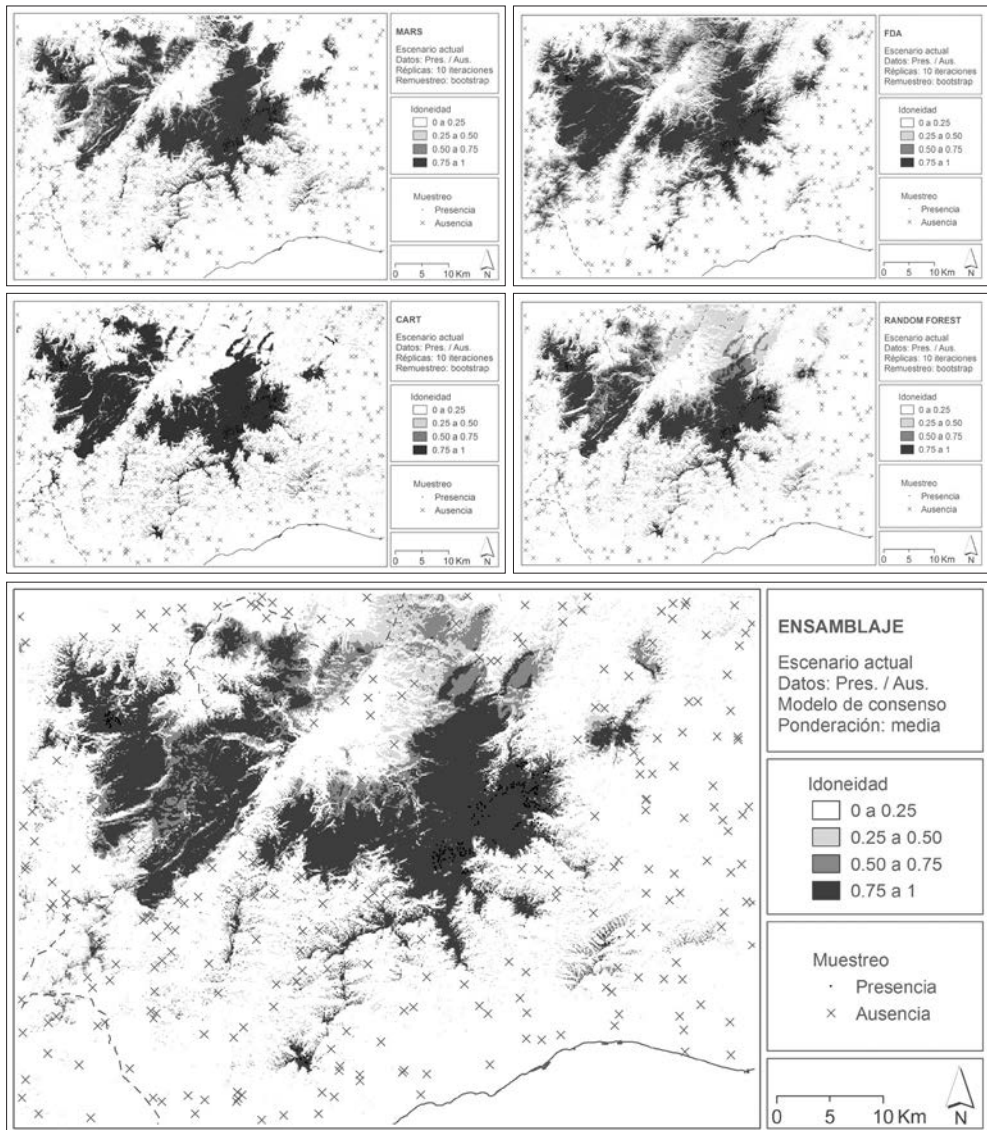 MARS
Escenario actual
Datos: Pres. / Aus.
Réplicas: 10 iteraciones
Remuestreo: bootstrap
Idoneidad
0 a 0.25
0.25 a 0.50
0.50 a 0.75
0.75 a 1
Muestreo
Presencia
Ausencia
0 5 10 Km
N
FDA
Escenario actual
Datos: Pres. / Aus.
Réplicas: 10 iteraciones
Remuestreo: bootstrap
Idoneidad
0 a 0.25
0.25 a 0.50
0.50 a 0.75
0.75 a 1
Muestreo
Presencia
Ausencia
0 5 10 Km
N
CART
Escenario actual
Datos: Pres. / Aus.
Réplicas: 10 iteraciones
Remuestreo: bootstrap
Idoneidad
0 a 0.25
0.25 a 0.50
0.50 a 0.75
0.75 a 1
Muestreo
Presencia
Ausencia
0 5 10 Km
N
RANDOM FOREST
Escenario actual
Datos: Pres. / Aus.
Réplicas: 10 iteraciones
Remuestreo: bootstrap
Idoneidad
0 a 0.25
0.25 a 0.50
0.50 a 0.75
0.75 a 1
Muestreo
Presencia
Ausencia
0 5 10 Km
N
ENSAMBLAJE
Escenario actual
Datos: Pres. / Aus.
Modelo de consenso
Ponderación: media
Idoneidad
0 a 0.25
0.25 a 0.50
0.50 a 0.75
0.75 a 1
Muestreo
Presencia
Ausencia
0 5 10 Km
N